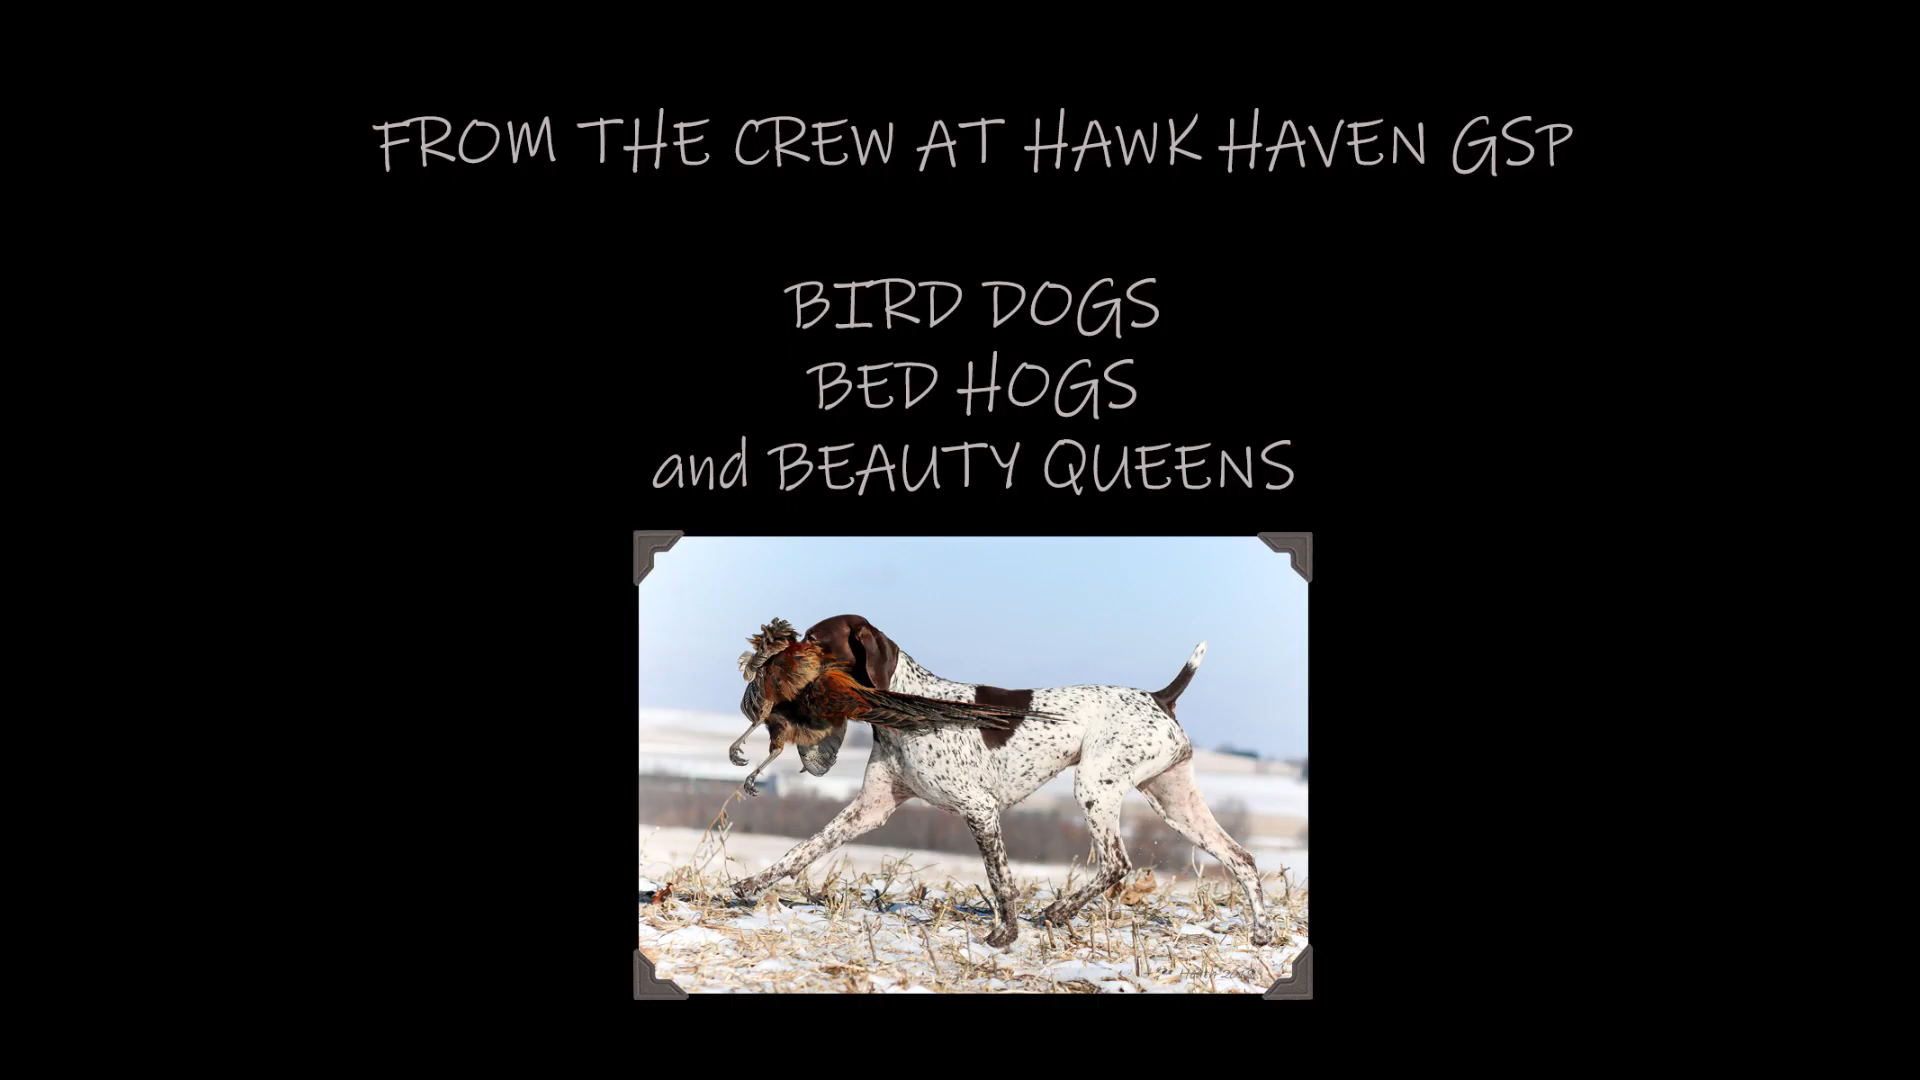 FROM THE CREW AT HAWK HAVEN GSP
BIRD DOGS
BED HOGS
and BEAUTY QUEENS